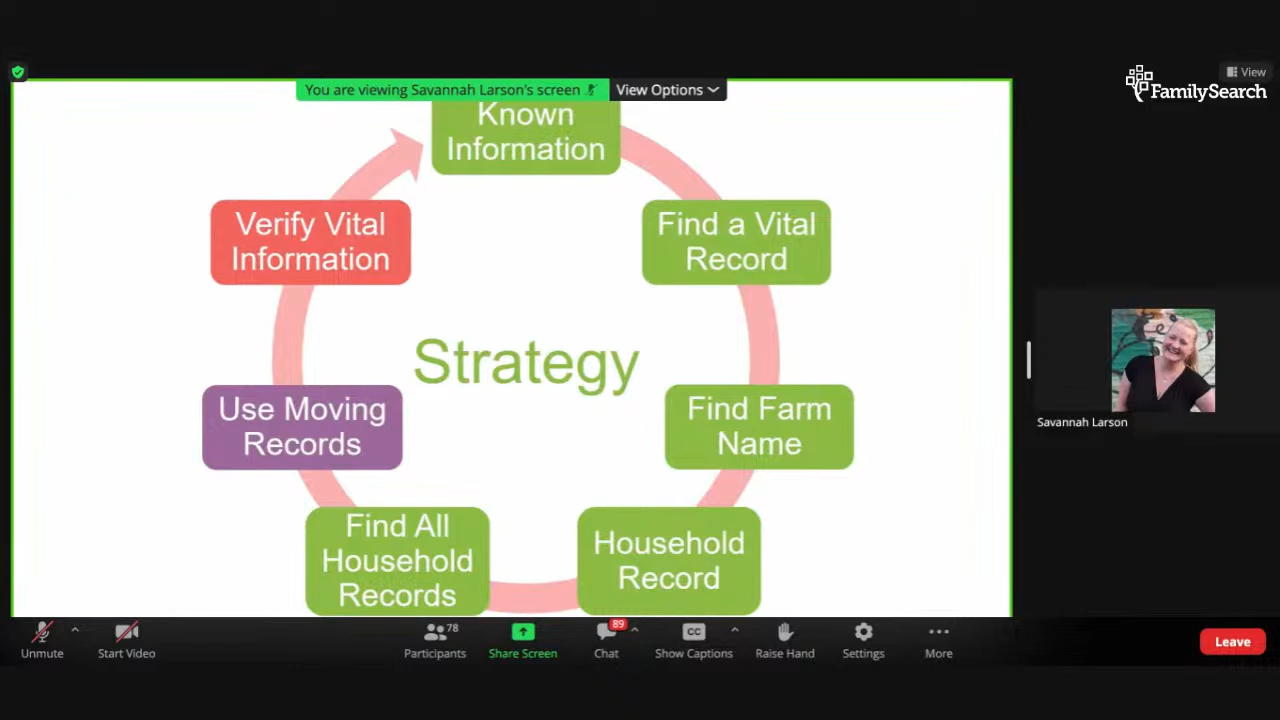 You are viewing Savannah Larson's screen
View Options
View
FamilySearch
Known
Information
Verify Vital
Information
Find a Vital
Record
Strategy
Use Moving
Records
Find Farm
Name
Find All
Household
Records
Household
Record
Savannah Larson
Unmute
Start Video
78
Participants
Share Screen
89
Chat
CC
Show Captions
Raise Hand
Settings
More
Leave